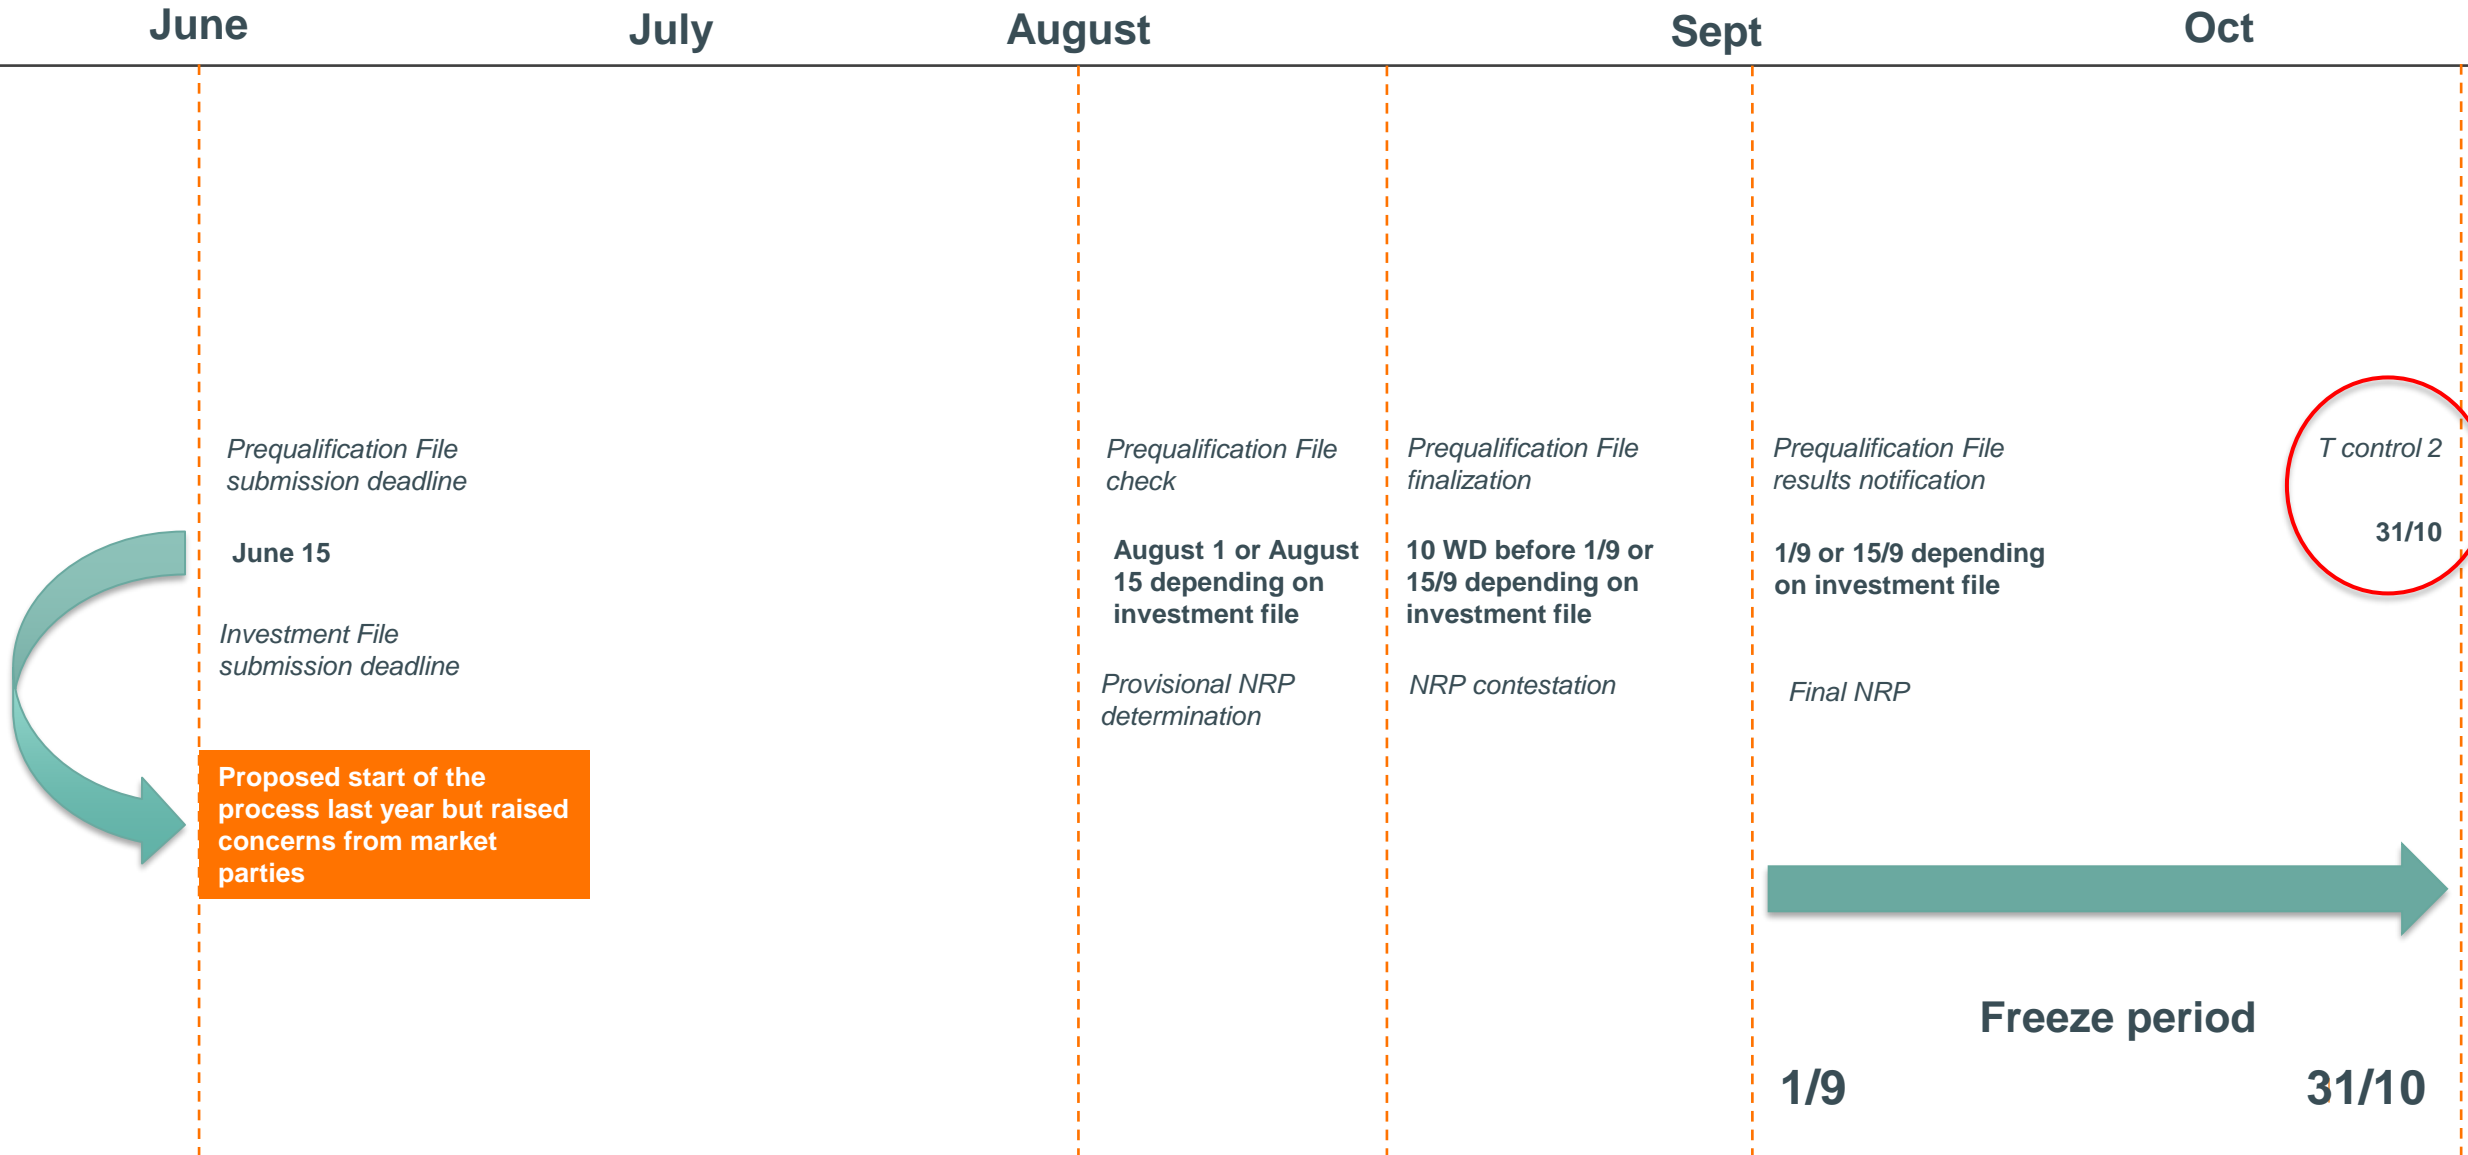 June
July
August
Sept
Oct
Prequalification File
submission deadline
June 15
Investment File
submission deadline
Proposed start of the
process last year but raised
concerns from market
parties
Prequalification File
check
August 1 or August
15 depending on
investment file
Provisional NRP
determination
Prequalification File
finalization
10 WD before 1/9 or
15/9 depending on
investment file
NRP contestation
Prequalification File
results notification
1/9 or 15/9 depending
on investment file
Final NRP
T control 2
31/10
Freeze period
1/9
31/10